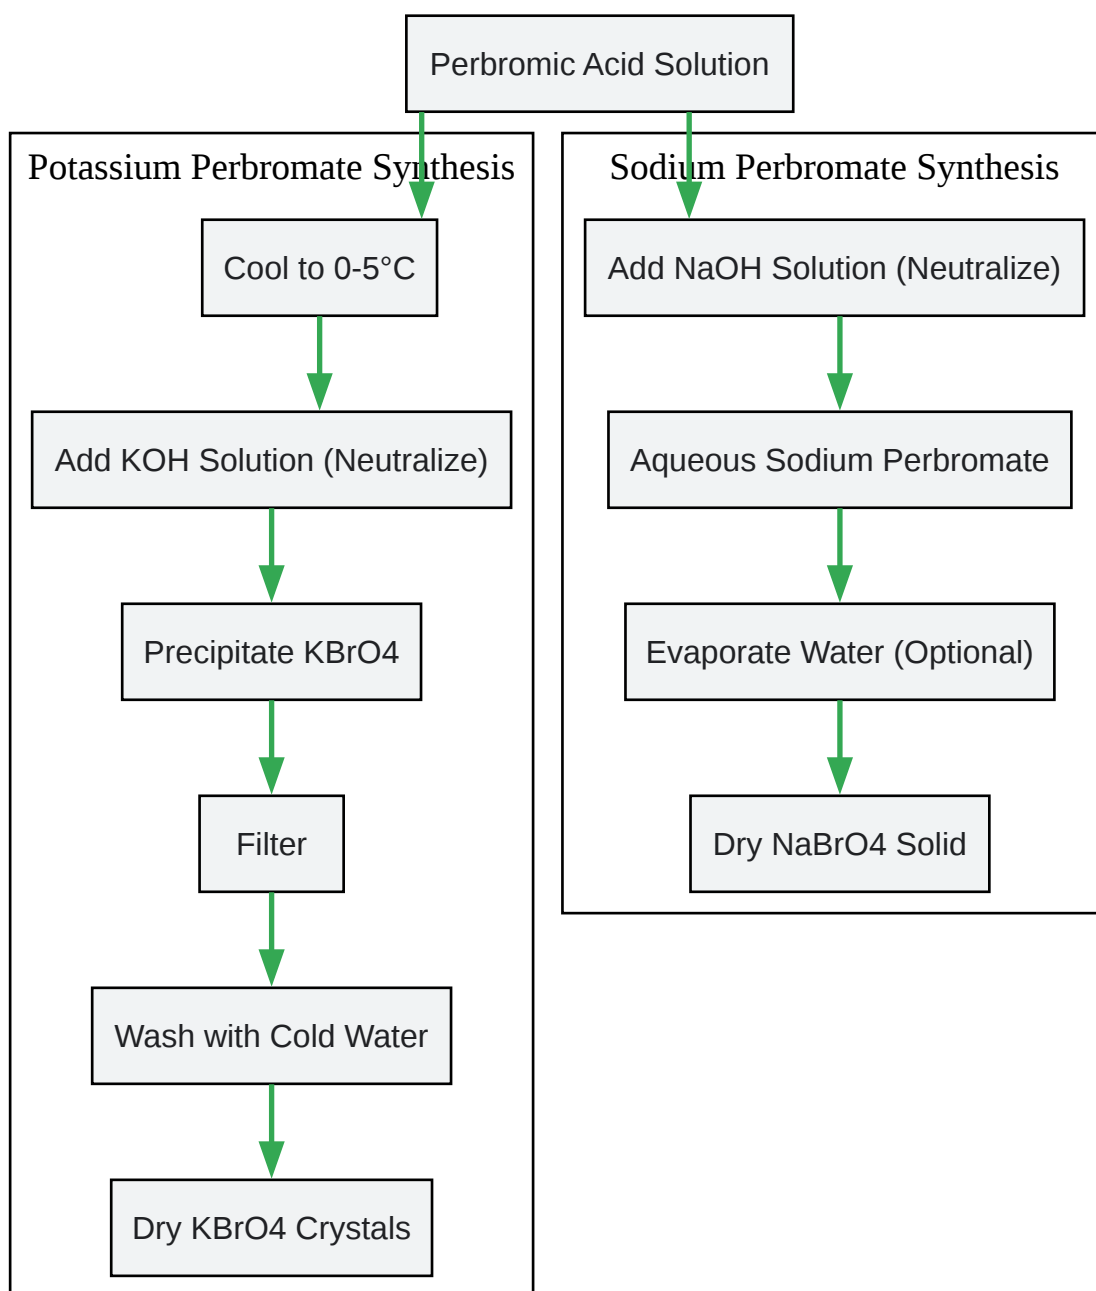 Perbromic Acid Solution
Potassium Perbromate Synthesis
Cool to 0-5°C
Add KOH Solution (Neutralize)
Precipitate KBrO4
Filter
Wash with Cold Water
Dry KBrO4 Crystals
Sodium Perbromate Synthesis
Add NaOH Solution (Neutralize)
Aqueous Sodium Perbromate
Evaporate Water (Optional)
Dry NaBrO4 Solid